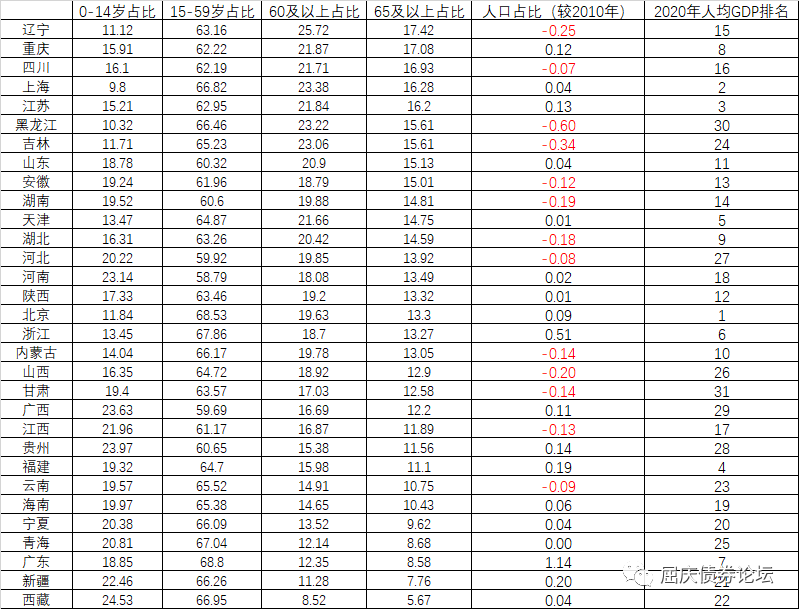 0-14岁占比 15-59岁占比 60及以上占比 65及以上占比 人口占比（较2010年） 2020年人均GDP排名
辽宁 11.12 63.16 25.72 17.42 -0.25 15
重庆 15.91 62.22 21.87 17.08 0.12 8
四川 16.1 62.19 21.71 16.93 -0.07 16
上海 9.8 66.82 23.38 16.28 0.04 2
江苏 15.21 62.95 21.84 16.2 0.13 3
黑龙江 10.32 66.46 23.22 15.61 -0.60 30
吉林 11.71 65.23 23.06 15.61 -0.34 24
山东 18.78 60.32 20.9 15.13 0.04 11
安徽 19.24 61.96 18.79 15.01 -0.12 13
湖南 19.52 60.6 19.88 14.81 -0.19 14
天津 13.47 64.87 21.66 14.75 0.01 5
湖北 16.31 63.26 20.42 14.59 -0.18 9
河北 20.22 59.92 19.85 13.92 -0.08 27
河南 23.14 58.79 18.08 13.49 0.02 18
陕西 17.33 63.46 19.2 13.32 0.01 12
北京 11.84 68.53 19.63 13.3 0.09 1
浙江 13.45 67.86 18.7 13.27 0.51 6
内蒙古 14.04 66.17 19.78 13.05 -0.14 10
山西 16.35 64.72 18.92 12.9 -0.20 26
甘肃 19.4 63.57 17.03 12.58 -0.14 31
广西 23.63 59.69 16.69 12.2 0.11 29
江西 21.96 61.17 16.87 11.89 -0.13 17
贵州 23.97 60.65 15.38 11.56 0.14 28
福建 19.32 64.7 15.98 11.1 0.19 4
云南 19.57 65.52 14.91 10.75 -0.09 23
海南 19.97 65.38 14.65 10.43 0.06 19
宁夏 20.38 66.09 13.52 9.62 0.04 20
青海 20.81 67.04 12.14 8.68 0.00 25
广东 18.85 68.8 12.35 8.58 1.14 7
屈庆债券论坛
新疆 22.46 66.26 11.28 7.76 0.20 21
西藏 24.53 66.95 8.52 5.67 0.04 22